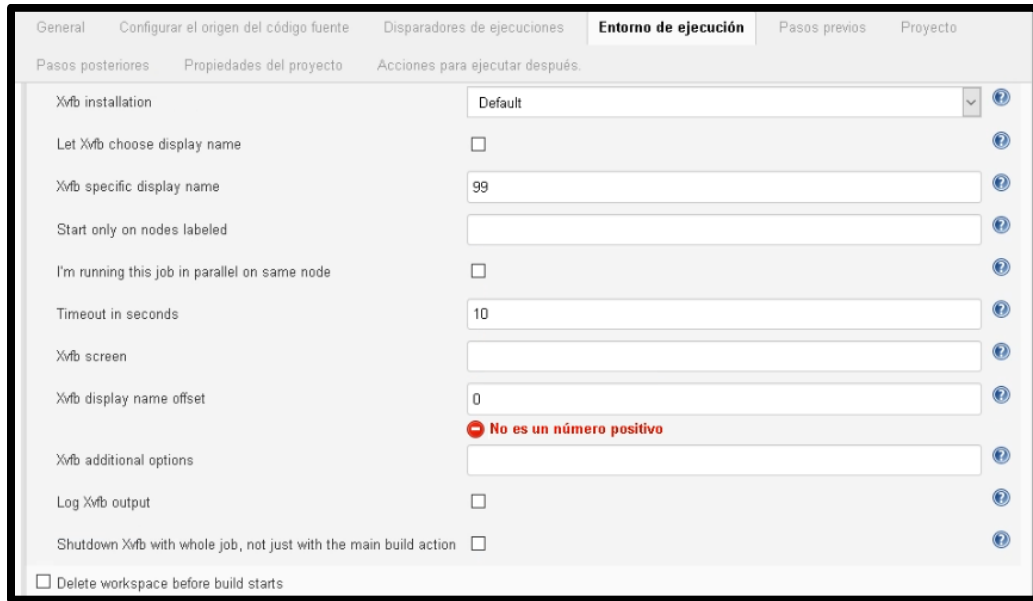 General Configurar el origen del código fuente Disparadores de ejecuciones Entorno de ejecución Pasos previos Proyecto
Pasos posteriores Propiedades del proyecto Acciones para ejecutar después.
Xvfb installation Default
Let Xvfb choose display name
Xvfb specific display name 99
Start only on nodes labeled
I'm running this job in parallel on same node
Timeout in seconds 10
Xvfb screen
Xvfb display name offset 0
No es un número positivo
Xvfb additional options
Log Xvfb output
Shutdown Xvfb with whole job, not just with the main build action
Delete workspace before build starts